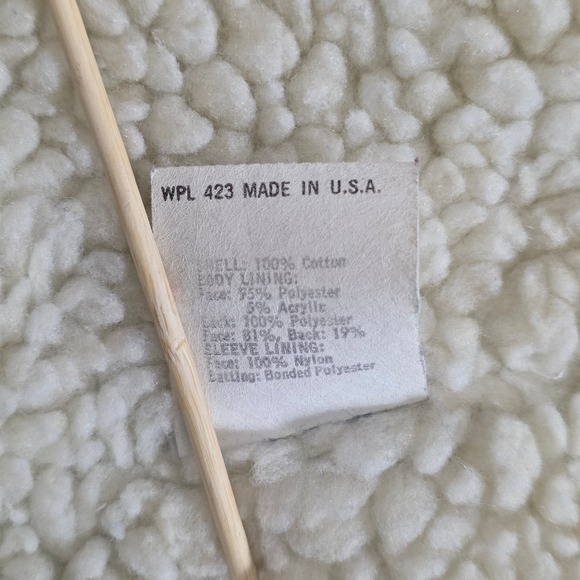 WPL 423 MADE IN U.S.A.
SHELL: 100% Cotton
BODY LINING:
Face: 95% Polyester
5% Acrylic
Back: 100% Polyester
Face: 81%, Back: 19%
SLEEVE LINING:
Face: 100% Nylon
Batting: Bonded Polyester